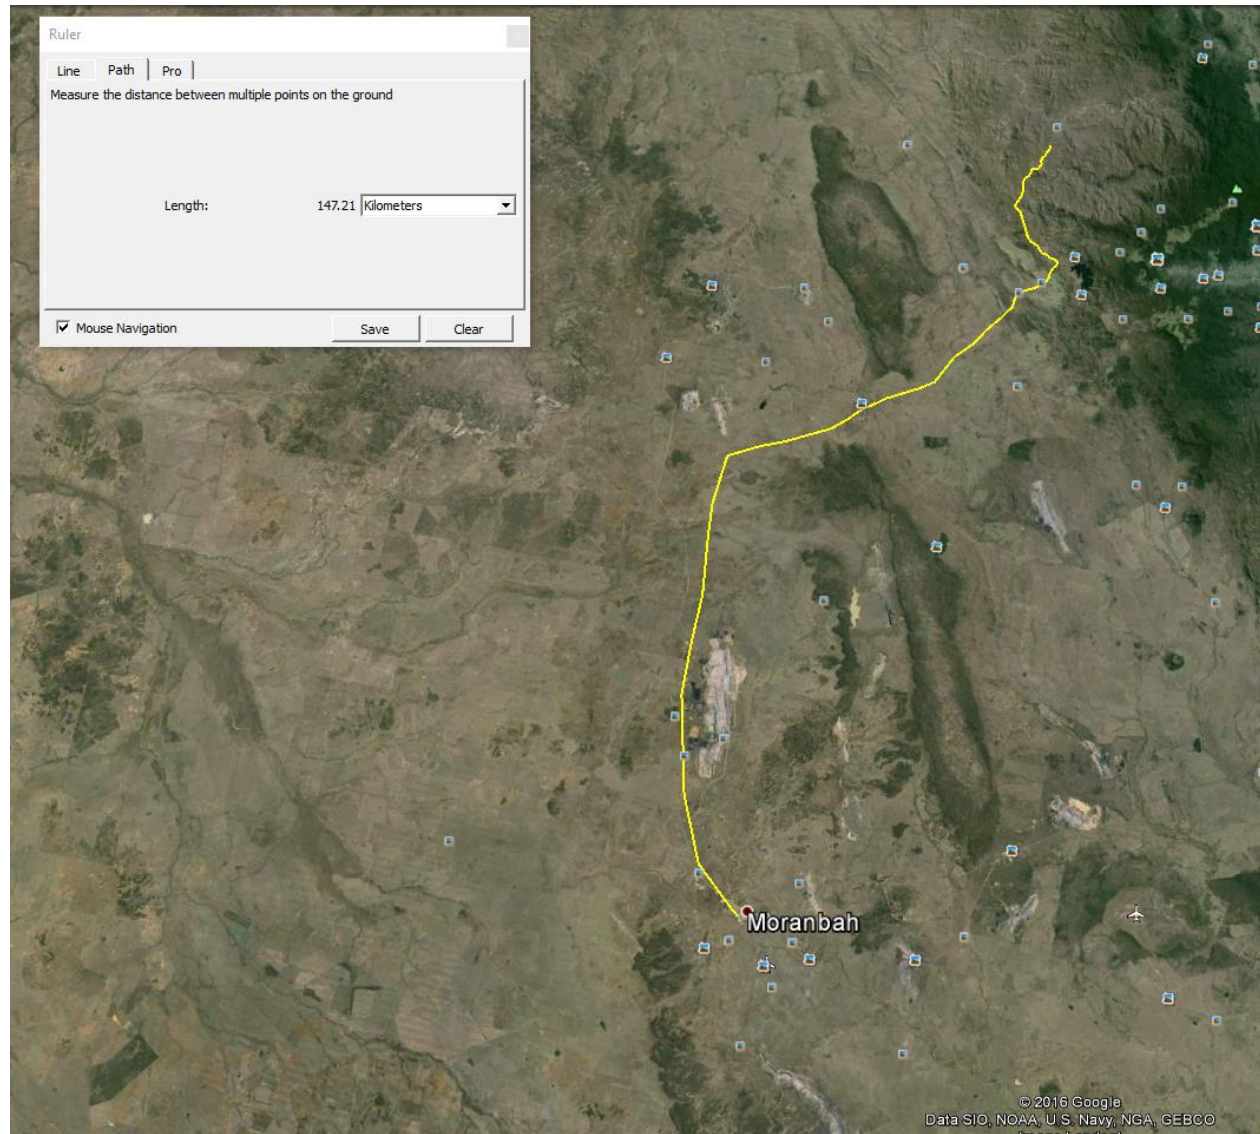 Ruler
Line Path Pro
Measure the distance between multiple points on the ground
Length: 147.21 Kilometers
Mouse Navigation Save Clear
Moranbah
© 2016 Google
Data SIO, NOAA, U.S. Navy, NGA, GEBCO